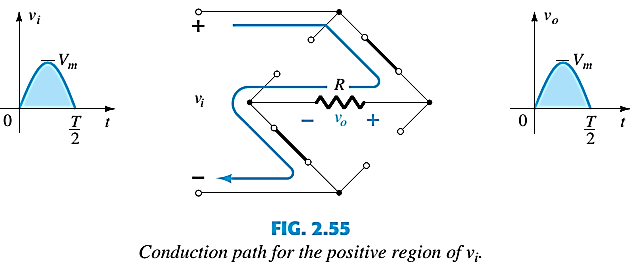 vi
Vm
0
T
2
t
+
vi
R
− vo +
−
vo
Vm
0
T
2
t
FIG. 2.55
Conduction path for the positive region of vi.